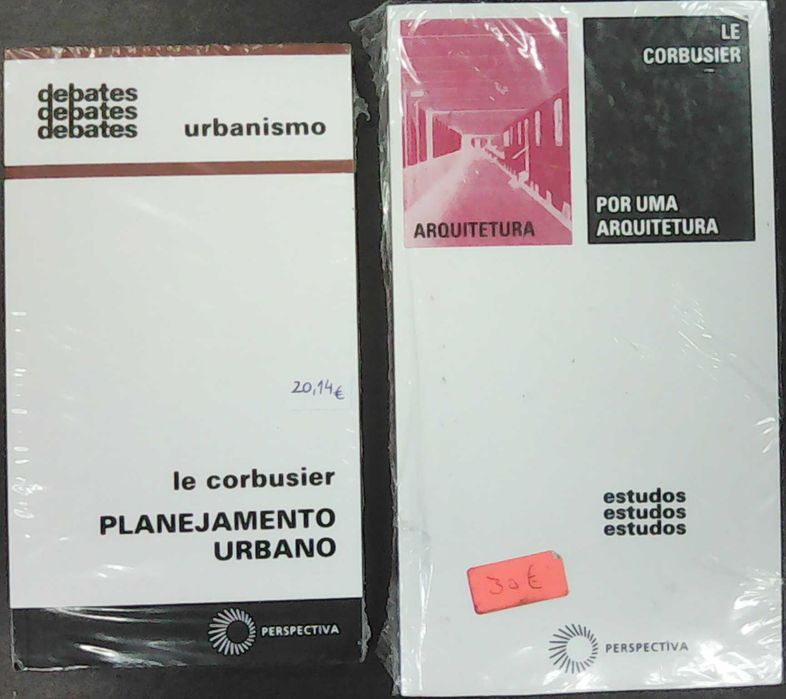 debates
debates
debates
urbanismo
20,14€
le corbusier
PLANEJAMENTO
URBANO
PERSPECTIVA
LE
CORBUSIER
ARQUITETURA
POR UMA
ARQUITETURA
estudos
estudos
estudos
30€
PERSPECTIVA